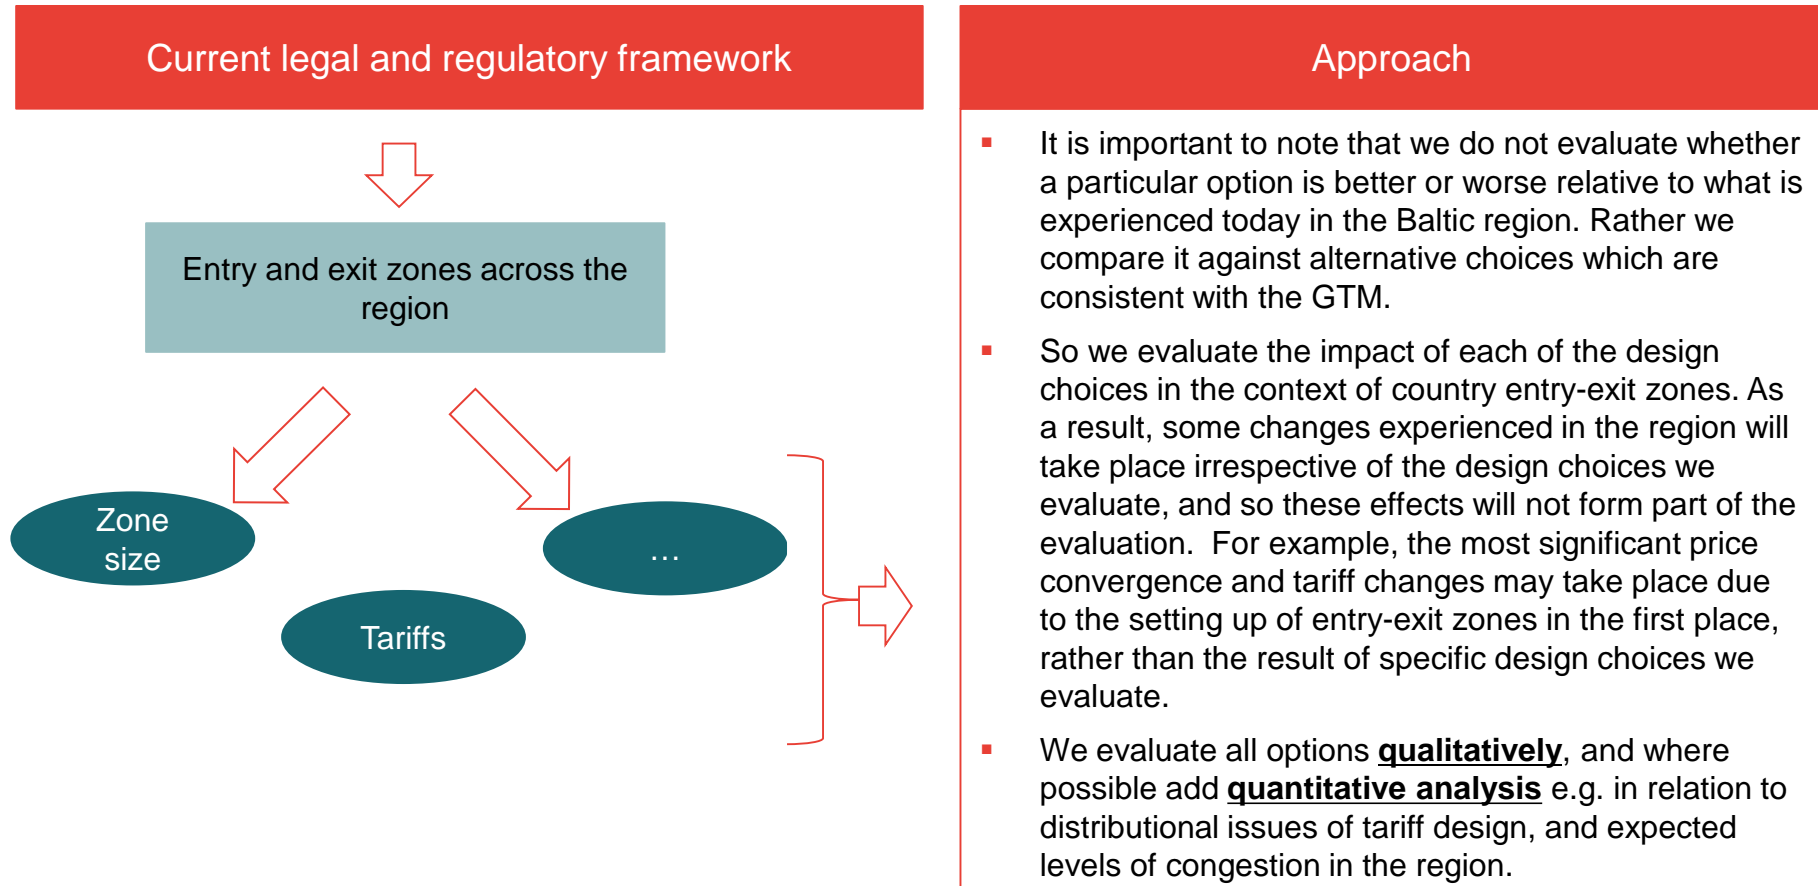 Current legal and regulatory framework
Entry and exit zones across the
region
Zone
size
…
Tariffs
Approach
▪ It is important to note that we do not evaluate whether
a particular option is better or worse relative to what is
experienced today in the Baltic region. Rather we
compare it against alternative choices which are
consistent with the GTM.
▪ So we evaluate the impact of each of the design
choices in the context of country entry-exit zones. As
a result, some changes experienced in the region will
take place irrespective of the design choices we
evaluate, and so these effects will not form part of the
evaluation.  For example, the most significant price
convergence and tariff changes may take place due
to the setting up of entry-exit zones in the first place,
rather than the result of specific design choices we
evaluate.
▪ We evaluate all options qualitatively, and where
possible add quantitative analysis e.g. in relation to
distributional issues of tariff design, and expected
levels of congestion in the region.